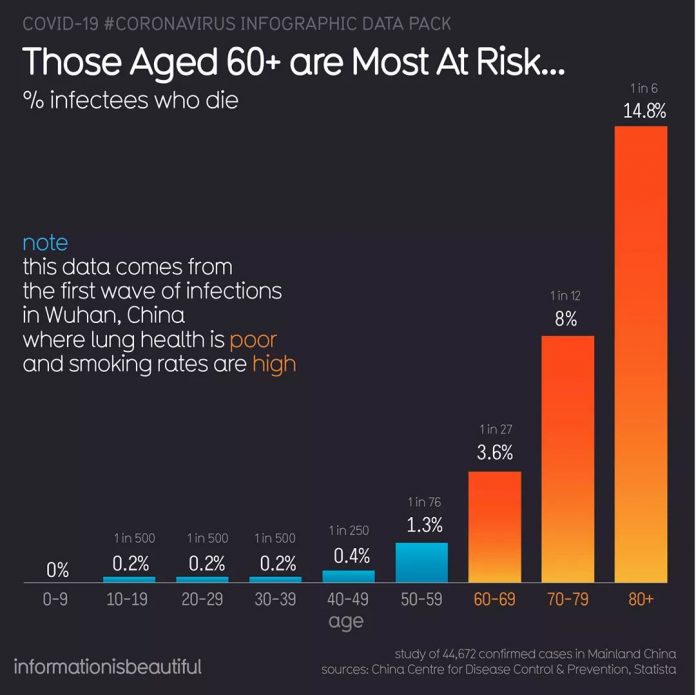 COVID-19 #CORONAVIRUS INFOGRAPHIC DATA PACK
Those Aged 60+ are Most At Risk...
% infectees who die
note
this data comes from
the first wave of infections
in Wuhan, China
where lung health is poor
and smoking rates are high
0%
1 in 500
0.2%
1 in 500
0.2%
1 in 500
0.2%
1 in 250
0.4%
1 in 76
1.3%
1 in 27
3.6%
1 in 12
8%
1 in 6
14.8%
0-9 10-19 20-29 30-39 40-49 50-59 60-69 70-79 80+
age
informationisbeautiful
study of 44,672 confirmed cases in Mainland China
sources: China Centre for Disease Control & Prevention, Statista